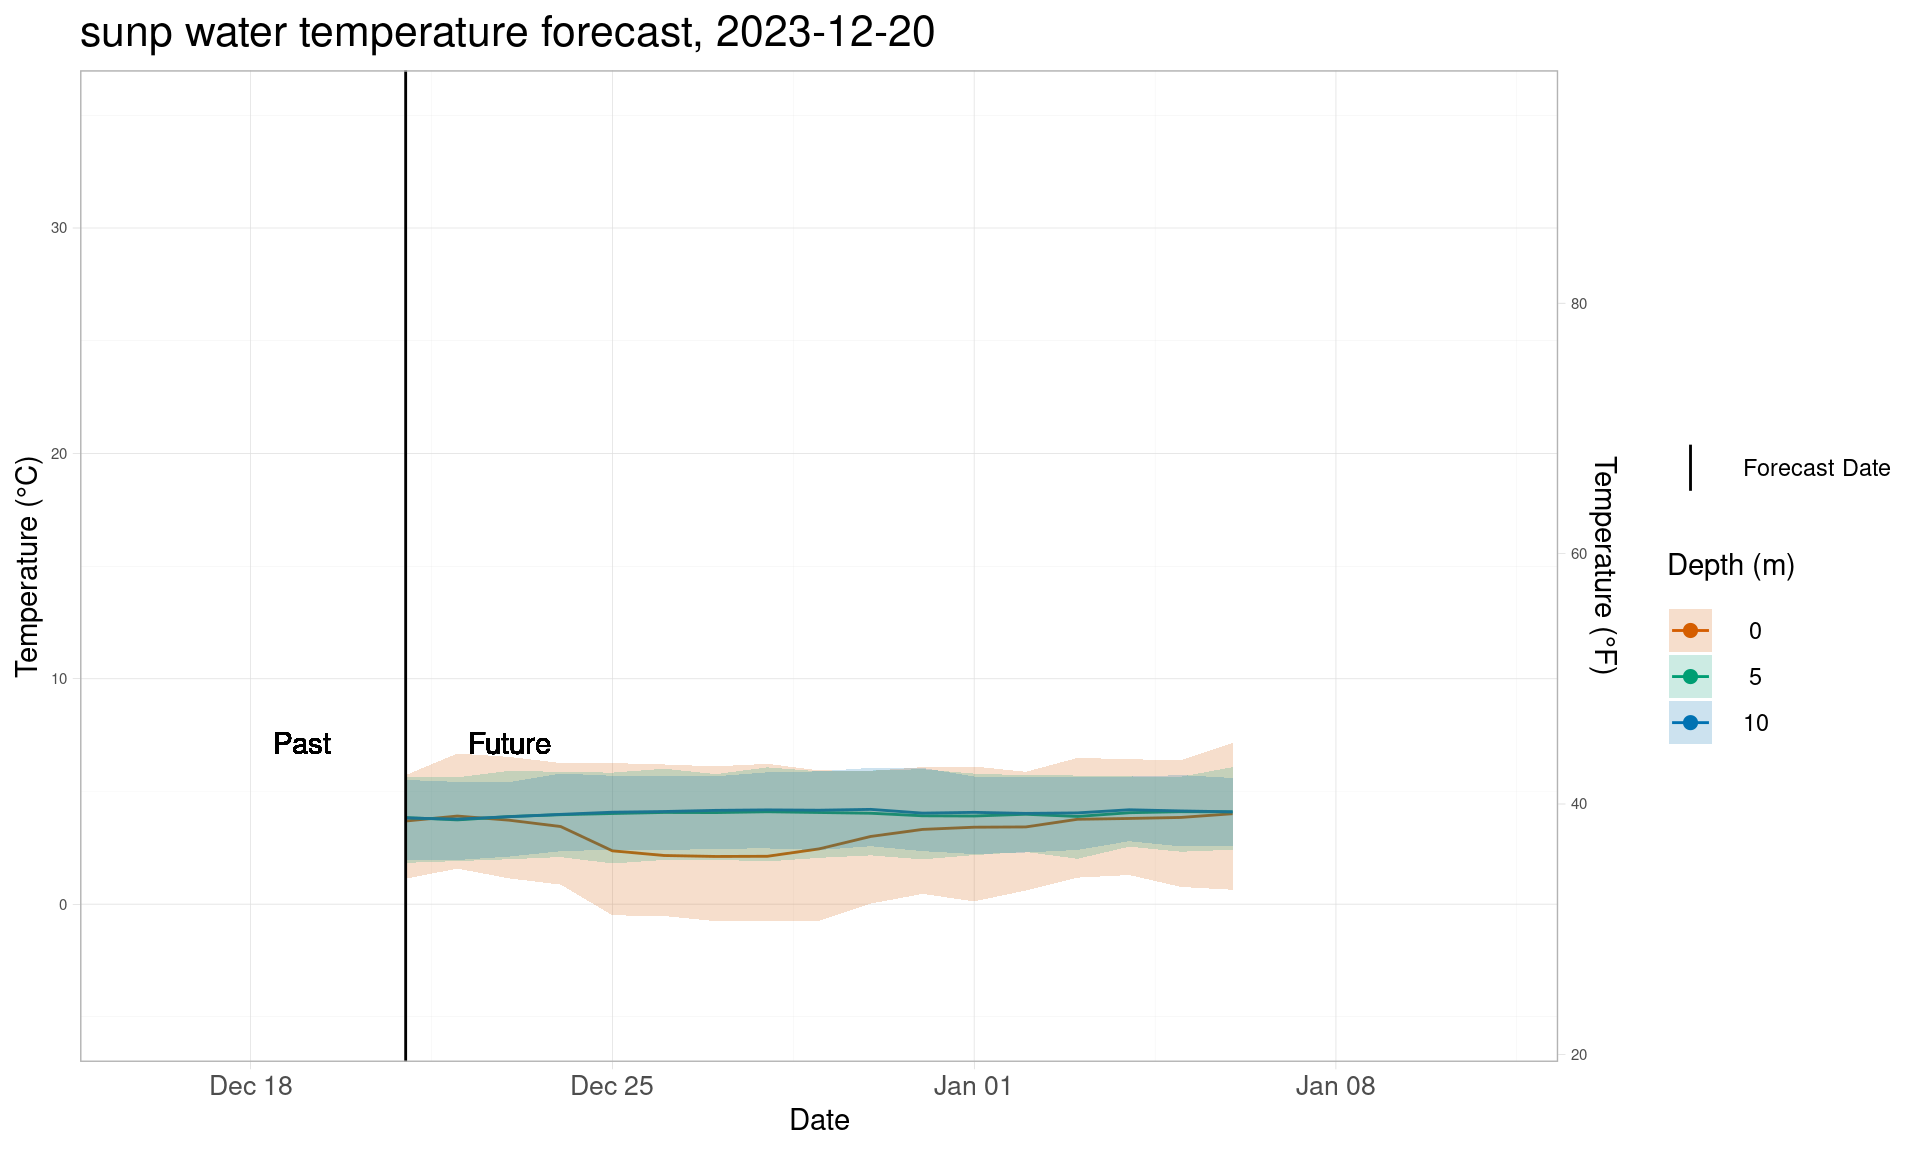 sunp water temperature forecast, 2023-12-20
Temperature (°C)
30
20
10
0
Past
Future
80
60
40
20
Temperature (°F)
Dec 18
Dec 25
Jan 01
Jan 08
Date
Forecast Date
Depth (m)
0
5
10